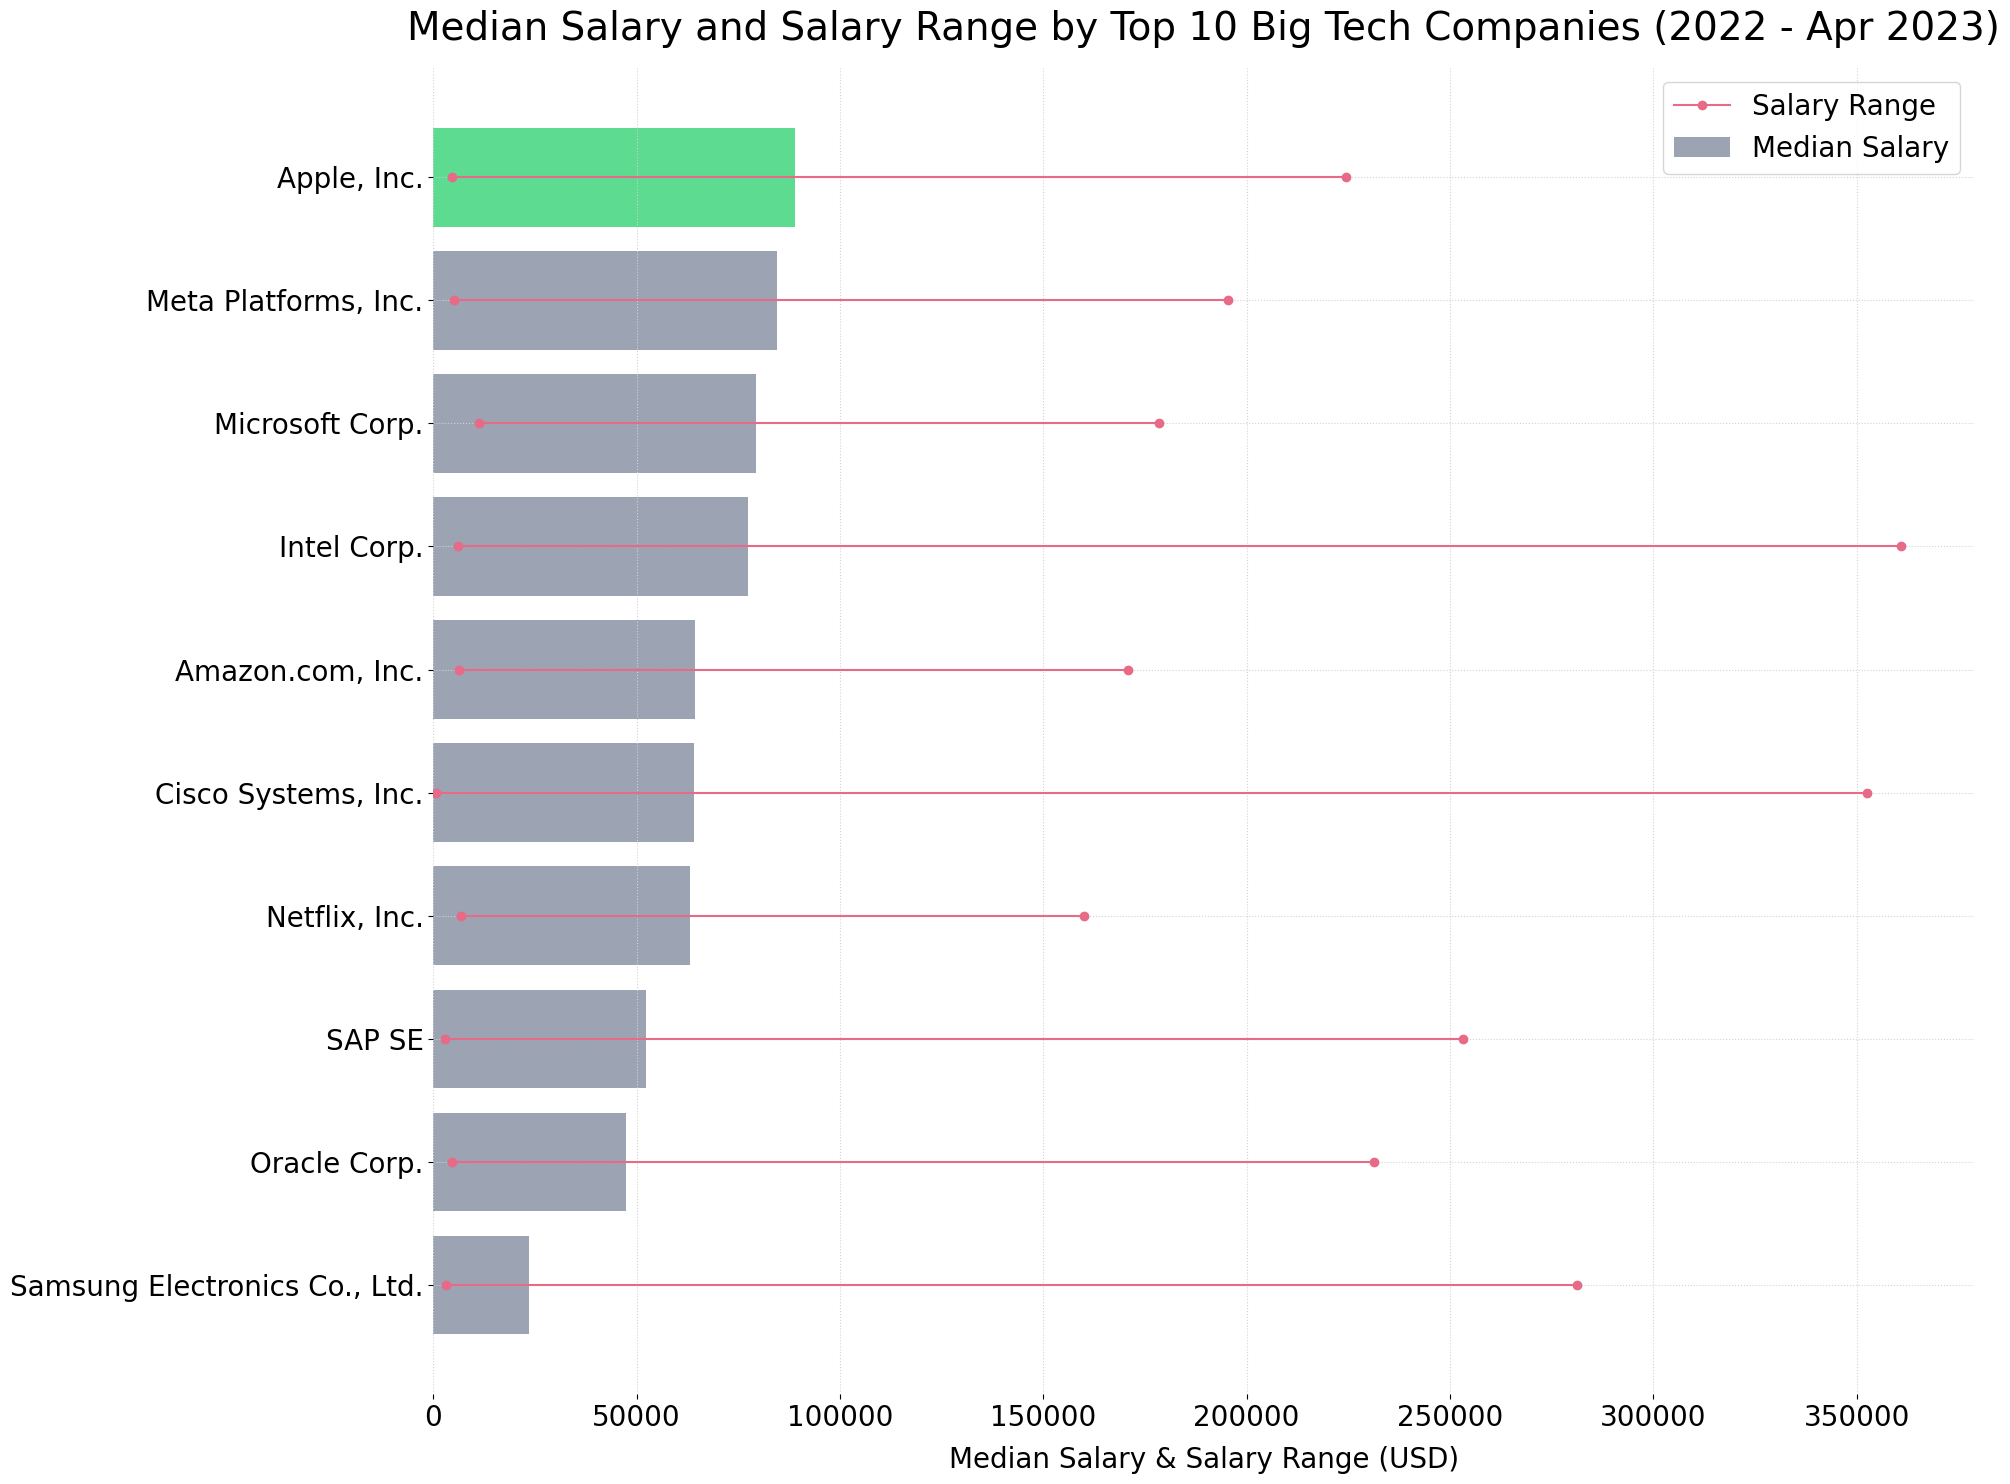 Median Salary and Salary Range by Top 10 Big Tech Companies (2022 - Apr 2023)
Salary Range
Median Salary
Apple, Inc.
Meta Platforms, Inc.
Microsoft Corp.
Intel Corp.
Amazon.com, Inc.
Cisco Systems, Inc.
Netflix, Inc.
SAP SE
Oracle Corp.
Samsung Electronics Co., Ltd.
0 50000 100000 150000 200000 250000 300000 350000
Median Salary & Salary Range (USD)